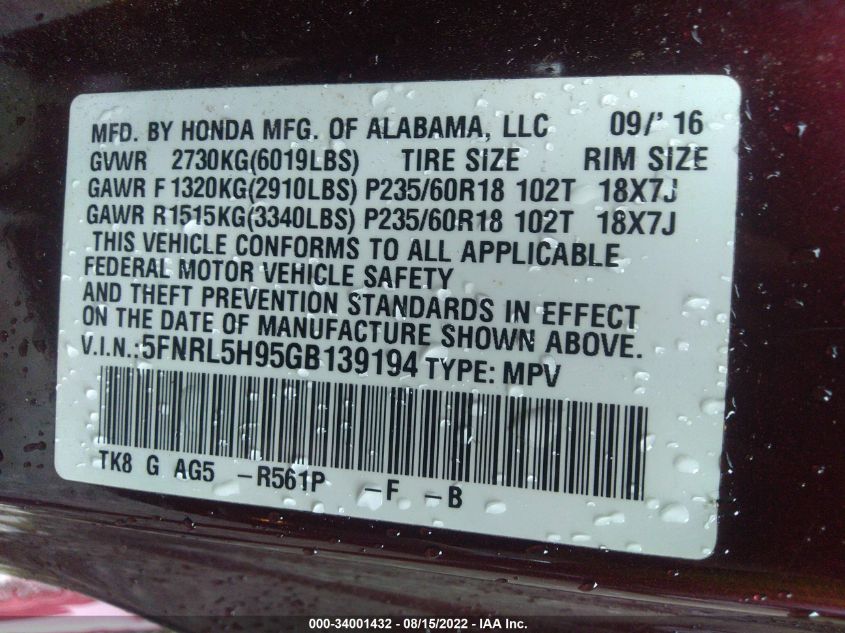 MFD. BY HONDA MFG. OF ALABAMA, LLC 09/' 16
GVWR 2730KG(6019LBS) TIRE SIZE RIM SIZE
GAWR F 1320KG(2910LBS) P235/60R18 102T 18X7J
GAWR R1515KG(3340LBS) P235/60R18 102T 18X7J
THIS VEHICLE CONFORMS TO ALL APPLICABLE
FEDERAL MOTOR VEHICLE SAFETY
AND THEFT PREVENTION STANDARDS IN EFFECT
ON THE DATE OF MANUFACTURE SHOWN ABOVE.
V.I.N.:5FNRL5H95GB139194 TYPE: MPV
TK8 G AG5 -R561P -F -B
000-34001432 - 08/15/2022 - IAA Inc.